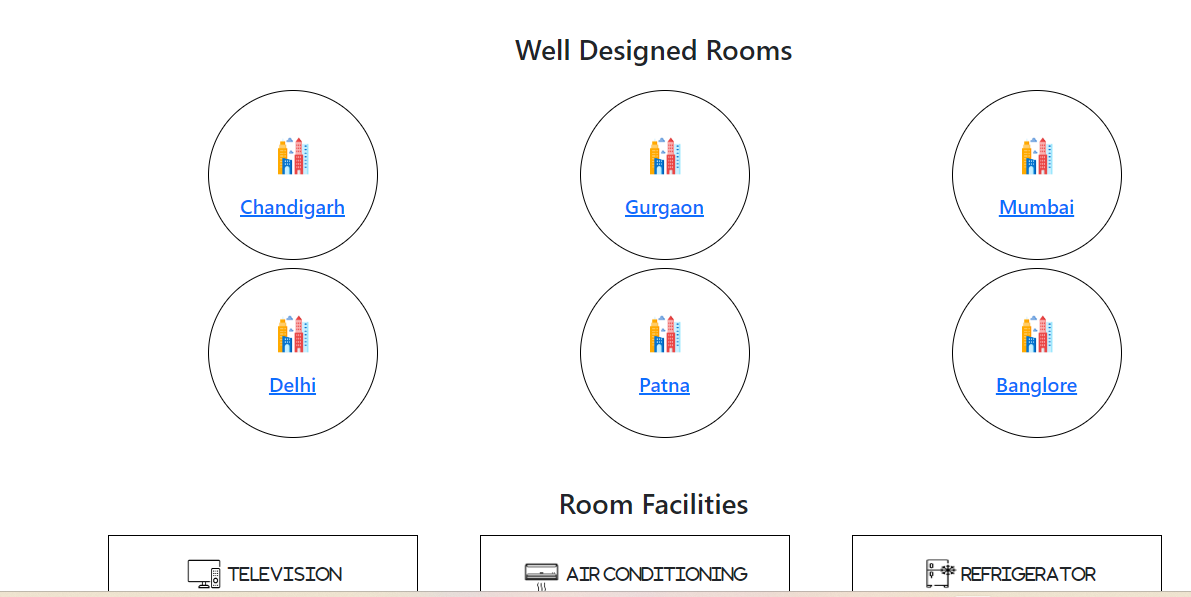 Well Designed Rooms
Chandigarh
Gurgaon
Mumbai
Delhi
Patna
Banglore
Room Facilities
TELEVISION
AIR CONDITIONING
REFRIGERATOR